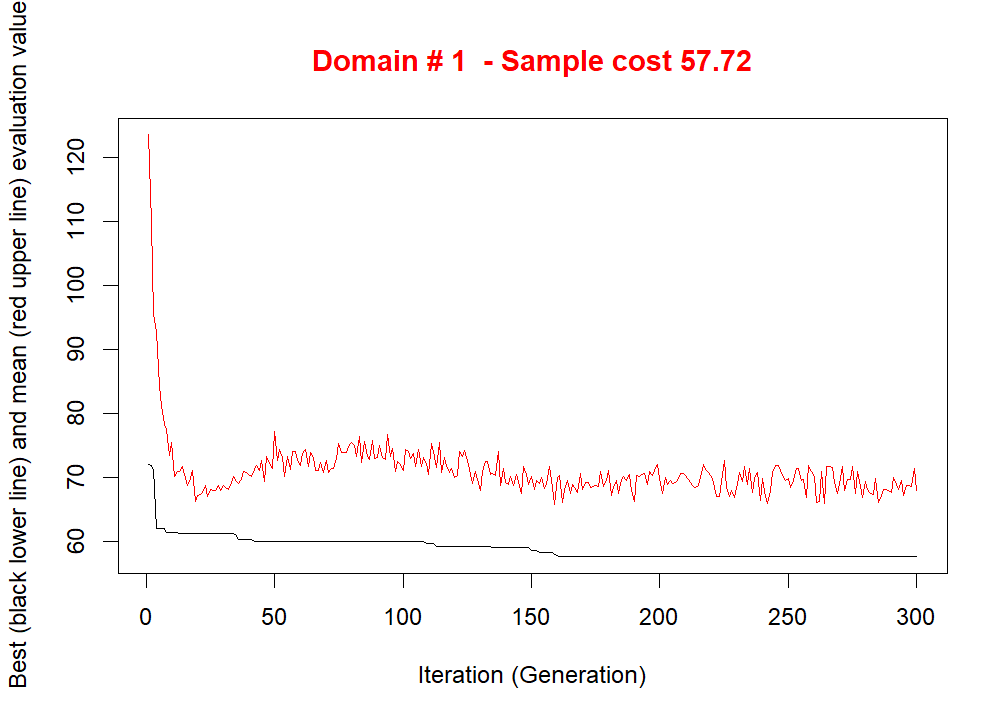 Domain # 1  - Sample cost 57.72
Best (black lower line) and mean (red upper line) evaluation value
120
110
100
90
80
70
60
0 50 100 150 200 250 300
Iteration (Generation)